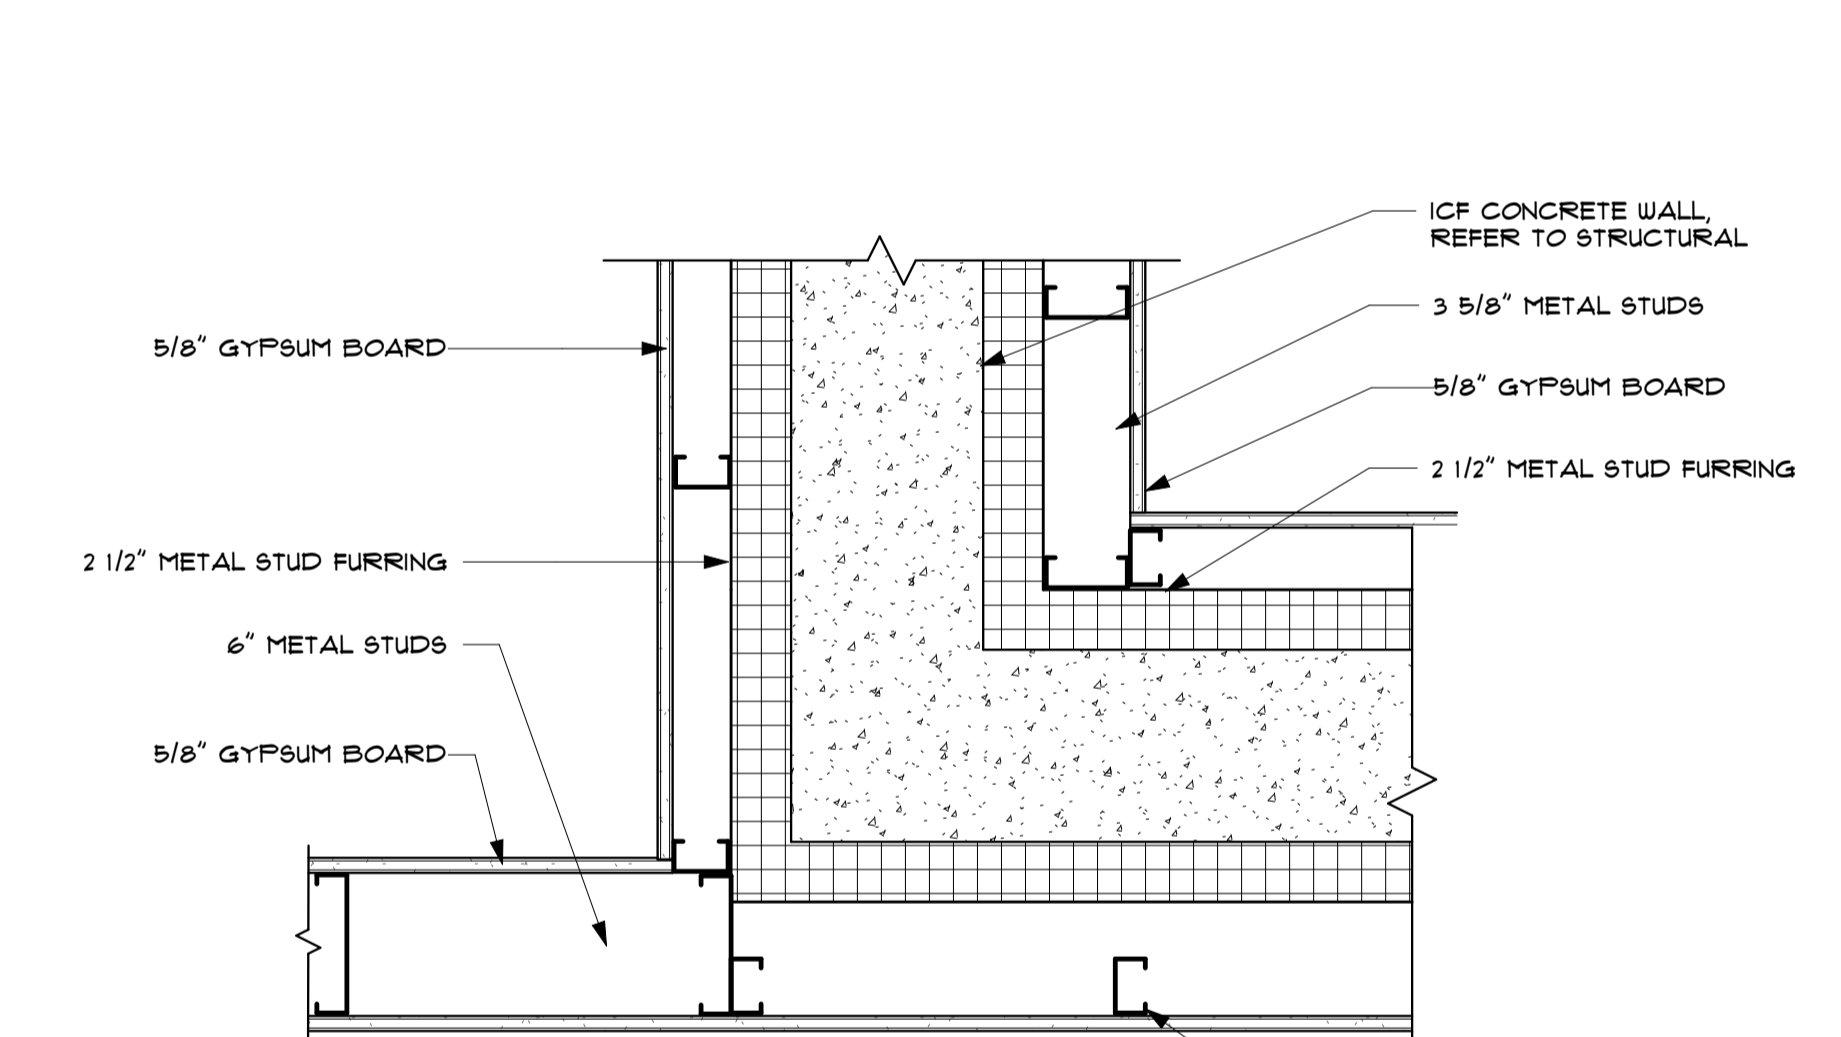 ICF CONCRETE WALL,
REFER TO STRUCTURAL
3 5/8" METAL STUDS
5/8" GYPSUM BOARD
2 1/2" METAL STUD FURRING
5/8" GYPSUM BOARD
2 1/2" METAL STUD FURRING
6" METAL STUDS
5/8" GYPSUM BOARD